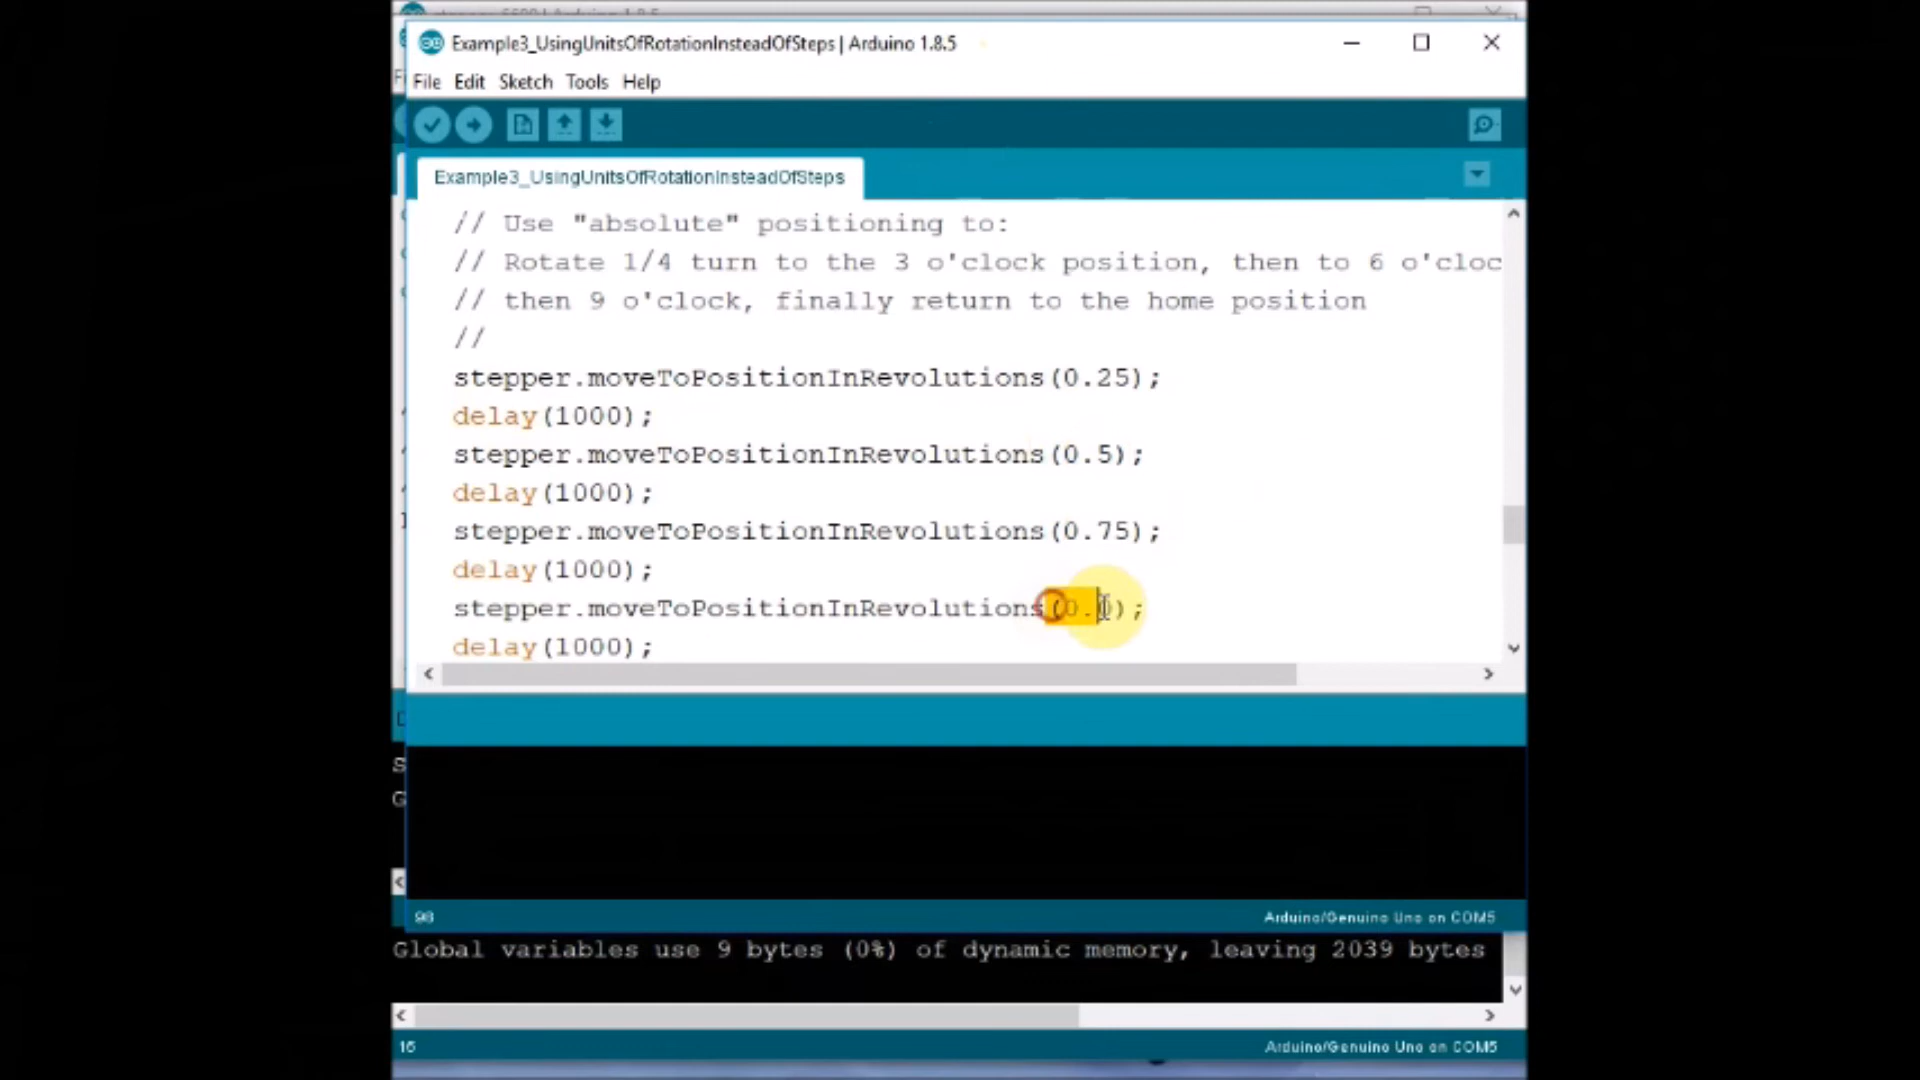 Example3_UsingUnitsOfRotationInsteadOfSteps | Arduino 1.8.5
File Edit Sketch Tools Help
Example3_UsingUnitsOfRotationInsteadOfSteps
// Use "absolute" positioning to:
// Rotate 1/4 turn to the 3 o'clock position, then to 6 o'cloc
// then 9 o'clock, finally return to the home position
//
stepper.moveToPositionInRevolutions(0.25);
delay(1000);
stepper.moveToPositionInRevolutions(0.5);
delay(1000);
stepper.moveToPositionInRevolutions(0.75);
delay(1000);
stepper.moveToPositionInRevolutions(0.0);
delay(1000);
98 Arduino/Genuino Uno on COM5
Global variables use 9 bytes (0%) of dynamic memory, leaving 2039 bytes
15 Arduino/Genuino Uno on COM5